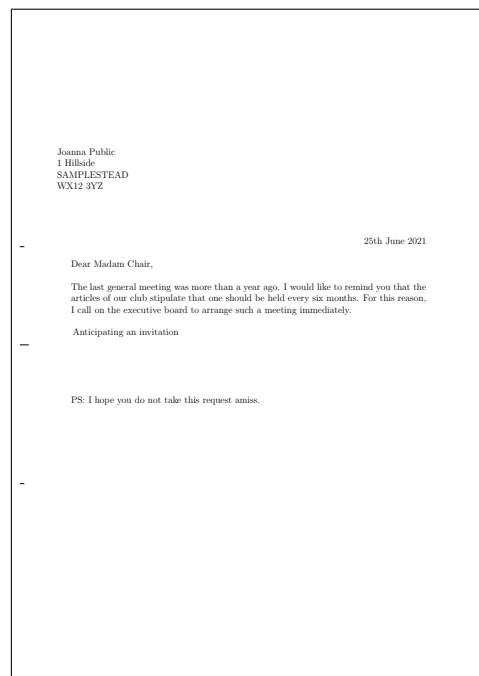 Joanna Public
1 Hillside
SAMPLESTEAD
WX12 3YZ
25th June 2021
Dear Madam Chair,
The last general meeting was more than a year ago. I would like to remind you that the
articles of our club stipulate that one should be held every six months. For this reason,
I call on the executive board to arrange such a meeting immediately.
Anticipating an invitation
PS: I hope you do not take this request amiss.